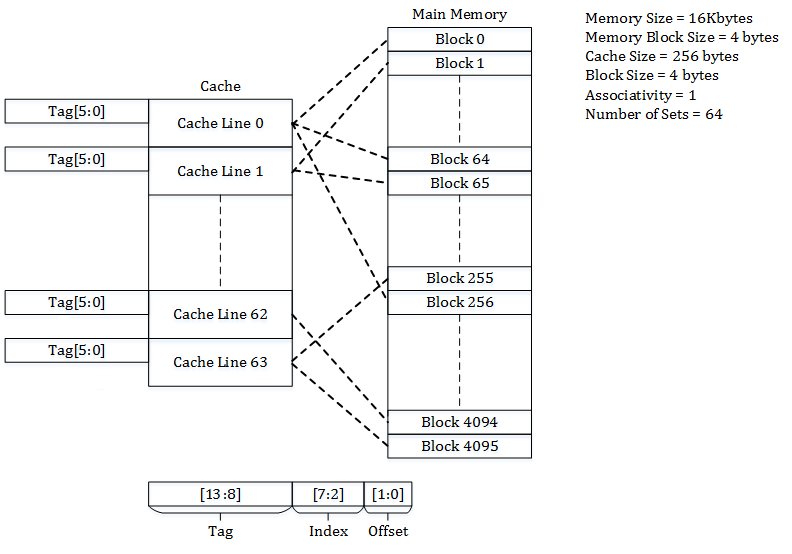 Main Memory
Memory Size = 16Kbytes
Memory Block Size = 4 bytes
Cache Size = 256 bytes
Block Size = 4 bytes
Associativity = 1
Number of Sets = 64
Block 0
Block 1
Cache
Tag[5:0]
Cache Line 0
Tag[5:0]
Cache Line 1
Block 64
Block 65
Block 255
Block 256
Tag[5:0]
Cache Line 62
Tag[5:0]
Cache Line 63
Block 4094
Block 4095
[13:8]
[7:2]
[1:0]
Tag
Index
Offset